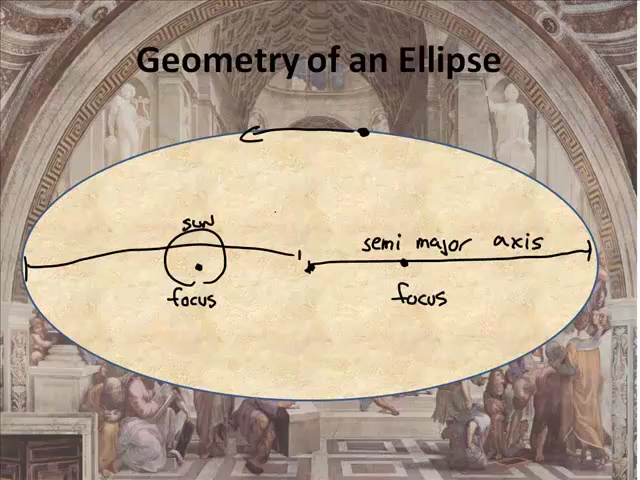 Geometry of an Ellipse
sun
semi major axis
focus
focus